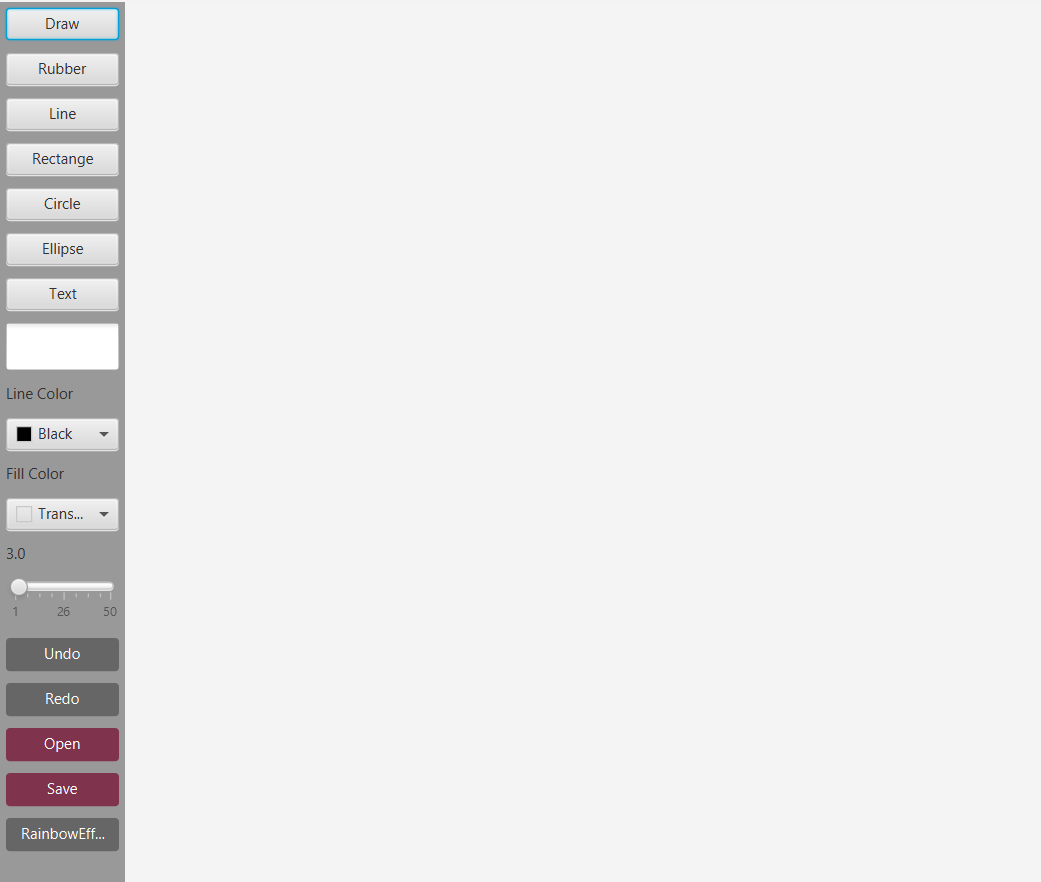 Draw
Rubber
Line
Rectange
Circle
Ellipse
Text
Line Color
Black
Fill Color
Trans...
3.0
1 26 50
Undo
Redo
Open
Save
RainbowEff...